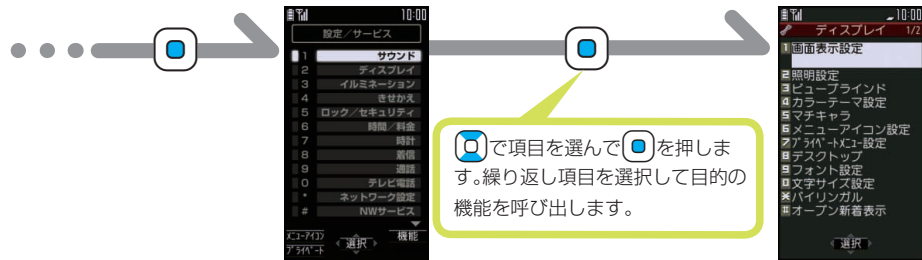 10:00
設定／サービス
1 サウンド
2 ディスプレイ
3 イルミネーション
4 きせかえ
5 ロック／セキュリティ
6 時間／料金
7 時計
8 着信
9 通話
0 テレビ電話
* ネットワーク設定
# NWサービス
ﾒﾆｭｰｱｲｺﾝ 選択 機能
ﾌﾟﾗｲﾍﾞｰﾄ
で項目を選んで を押しま
す。繰り返し項目を選択して目的の
機能を呼び出します。
10:00
ディスプレイ 1/2
1 画面表示設定
2 照明設定
3 ビューブラインド
4 カラーテーマ設定
5 マチキャラ
6 メニューアイコン設定
7 ﾌﾟﾗｲﾍﾞｰﾄﾒﾆｭｰ設定
8 デスクトップ
9 フォント設定
0 文字サイズ設定
* バイリンガル
# オープン新着表示
選択